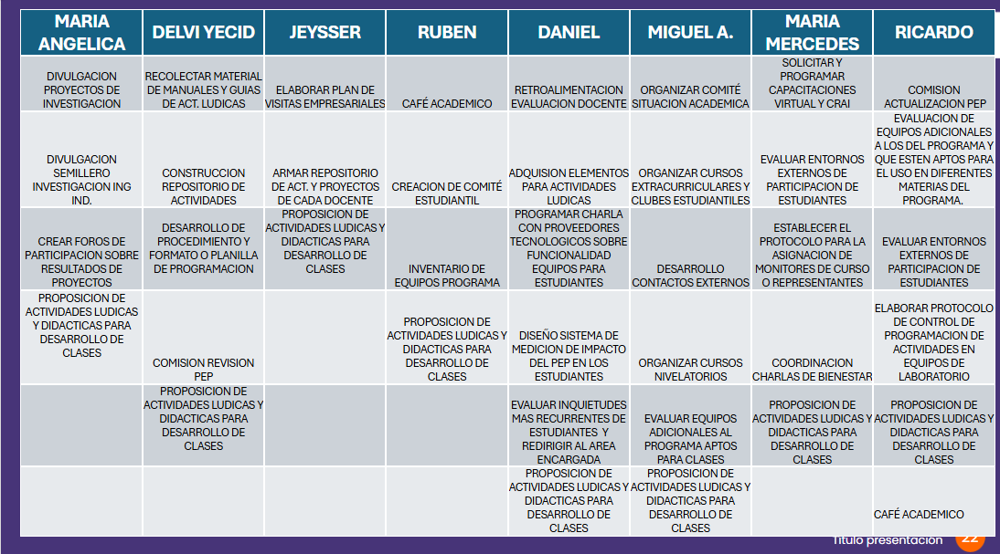 MARIA
ANGELICA
DELVI YECID
JEYSSER
RUBEN
DANIEL
MIGUEL A.
MARIA
MERCEDES
RICARDO
DIVULGACION
PROYECTOS DE
INVESTIGACION
RECOLECTAR MATERIAL
DE MANUALES Y GUIAS
DE ACT. LUDICAS
ELABORAR PLAN DE
VISITAS EMPRESARIALES
CAFÉ ACADEMICO
RETROALIMENTACION
EVALUACION DOCENTE
ORGANIZAR COMITÉ
SITUACION ACADEMICA
SOLICITAR Y
PROGRAMAR
CAPACITACIONES
VIRTUAL Y CRAI
COMISION
ACTUALIZACION PEP
DIVULGACION
SEMILLERO
INVESTIGACION ING
IND.
CONSTRUCCION
REPOSITORIO DE
ACTIVIDADES
ARMAR REPOSITORIO
DE ACT. Y PROYECTOS
DE CADA DOCENTE
CREACION DE COMITÉ
ESTUDIANTIL
ADQUISION ELEMENTOS
PARA ACTIVIDADES
LUDICAS
ORGANIZAR CURSOS
EXTRACURRICULARES Y
CLUBES ESTUDIANTILES
EVALUAR ENTORNOS
EXTERNOS DE
PARTICIPACION DE
ESTUDIANTES
EVALUACION DE
EQUIPOS ADICIONALES
A LOS DEL PROGRAMA Y
QUE ESTEN APTOS PARA
EL USO EN DIFERENTES
MATERIAS DEL
PROGRAMA.
CREAR FOROS DE
PARTICIPACION SOBRE
RESULTADOS DE
PROYECTOS
DESARROLLO DE
PROCEDIMIENTO Y
FORMATO O PLANILLA
DE PROGRAMACION
PROPOSICION DE
ACTIVIDADES LUDICAS Y
DIDACTICAS PARA
DESARROLLO DE
CLASES
INVENTARIO DE
EQUIPOS PROGRAMA
PROGRAMAR CHARLA
CON PROVEEDORES
TECNOLOGICOS SOBRE
FUNCIONALIDAD
EQUIPOS PARA
ESTUDIANTES
DESARROLLO
CONTACTOS EXTERNOS
ESTABLECER EL
PROTOCOLO PARA LA
ASIGNACION DE
MONITORES DE CURSO
O REPRESENTANTES
EVALUAR ENTORNOS
EXTERNOS DE
PARTICIPACION DE
ESTUDIANTES
PROPOSICION DE
ACTIVIDADES LUDICAS
Y DIDACTICAS PARA
DESARROLLO DE
CLASES
COMISION REVISION
PEP
PROPOSICION DE
ACTIVIDADES LUDICAS Y
DIDACTICAS PARA
DESARROLLO DE
CLASES
DISEÑO SISTEMA DE
MEDICION DE IMPACTO
DEL PEP EN LOS
ESTUDIANTES
ORGANIZAR CURSOS
NIVELATORIOS
COORDINACION
CHARLAS DE BIENESTAR
ELABORAR PROTOCOLO
DE CONTROL DE
PROGRAMACION DE
ACTIVIDADES EN
EQUIPOS DE
LABORATORIO
PROPOSICION DE
ACTIVIDADES LUDICAS Y
DIDACTICAS PARA
DESARROLLO DE
CLASES
EVALUAR INQUIETUDES
MAS RECURRENTES DE
ESTUDIANTES Y
REDIRIGIR AL AREA
ENCARGADA
EVALUAR EQUIPOS
ADICIONALES AL
PROGRAMA APTOS
PARA CLASES
PROPOSICION DE
ACTIVIDADES LUDICAS Y
DIDACTICAS PARA
DESARROLLO DE
CLASES
PROPOSICION DE
ACTIVIDADES LUDICAS Y
DIDACTICAS PARA
DESARROLLO DE
CLASES
PROPOSICION DE
ACTIVIDADES LUDICAS Y
DIDACTICAS PARA
DESARROLLO DE
CLASES
PROPOSICION DE
ACTIVIDADES LUDICAS Y
DIDACTICAS PARA
DESARROLLO DE
CLASES
CAFÉ ACADEMICO
Título presentación
22